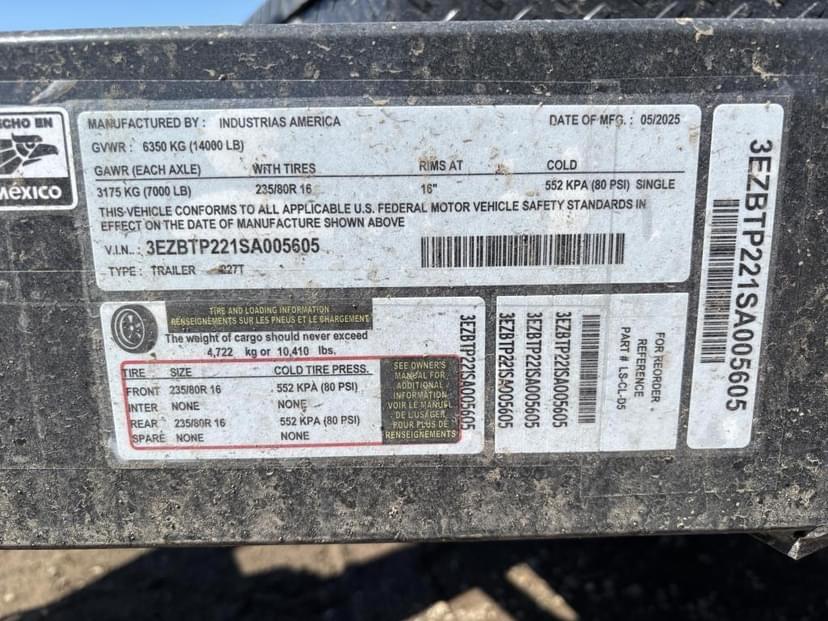 CHO EN
MÉXICO
MANUFACTURED BY : INDUSTRIAS AMERICA
DATE OF MFG. : 05/2025
GVWR : 6350 KG (14000 LB)
GAWR (EACH AXLE) WITH TIRES RIMS AT COLD
3175 KG (7000 LB) 235/80R 16 16" 552 KPA (80 PSI) SINGLE
THIS VEHICLE CONFORMS TO ALL APPLICABLE U.S. FEDERAL MOTOR VEHICLE SAFETY STANDARDS IN
EFFECT ON THE DATE OF MANUFACTURE SHOWN ABOVE
V.I.N. : 3EZBTP221SA005605
TYPE : TRAILER 227T
3EZBTP221SA005605
TIRE AND LOADING INFORMATION
RENSEIGNEMENTS SUR LES PNEUS ET LE CHARGEMENT
The weight of cargo should never exceed
4,722 kg or 10,410 lbs.
TIRE SIZE COLD TIRE PRESS.
FRONT 235/80R 16 552 KPA (80 PSI)
INTER NONE NONE
REAR 235/80R 16 552 KPA (80 PSI)
SPARE NONE NONE
SEE OWNER'S
MANUAL FOR
ADDITIONAL
INFORMATION
VOIR LE MANUEL
DE L'USAGER
POUR PLUS DE
RENSEIGNEMENTS
3EZBTP221SA005605
3EZBTP221SA005605
3EZBTP221SA005605
3EZBTP221SA005605
FOR REORDER
REFERENCE
PART # LS-CL-05